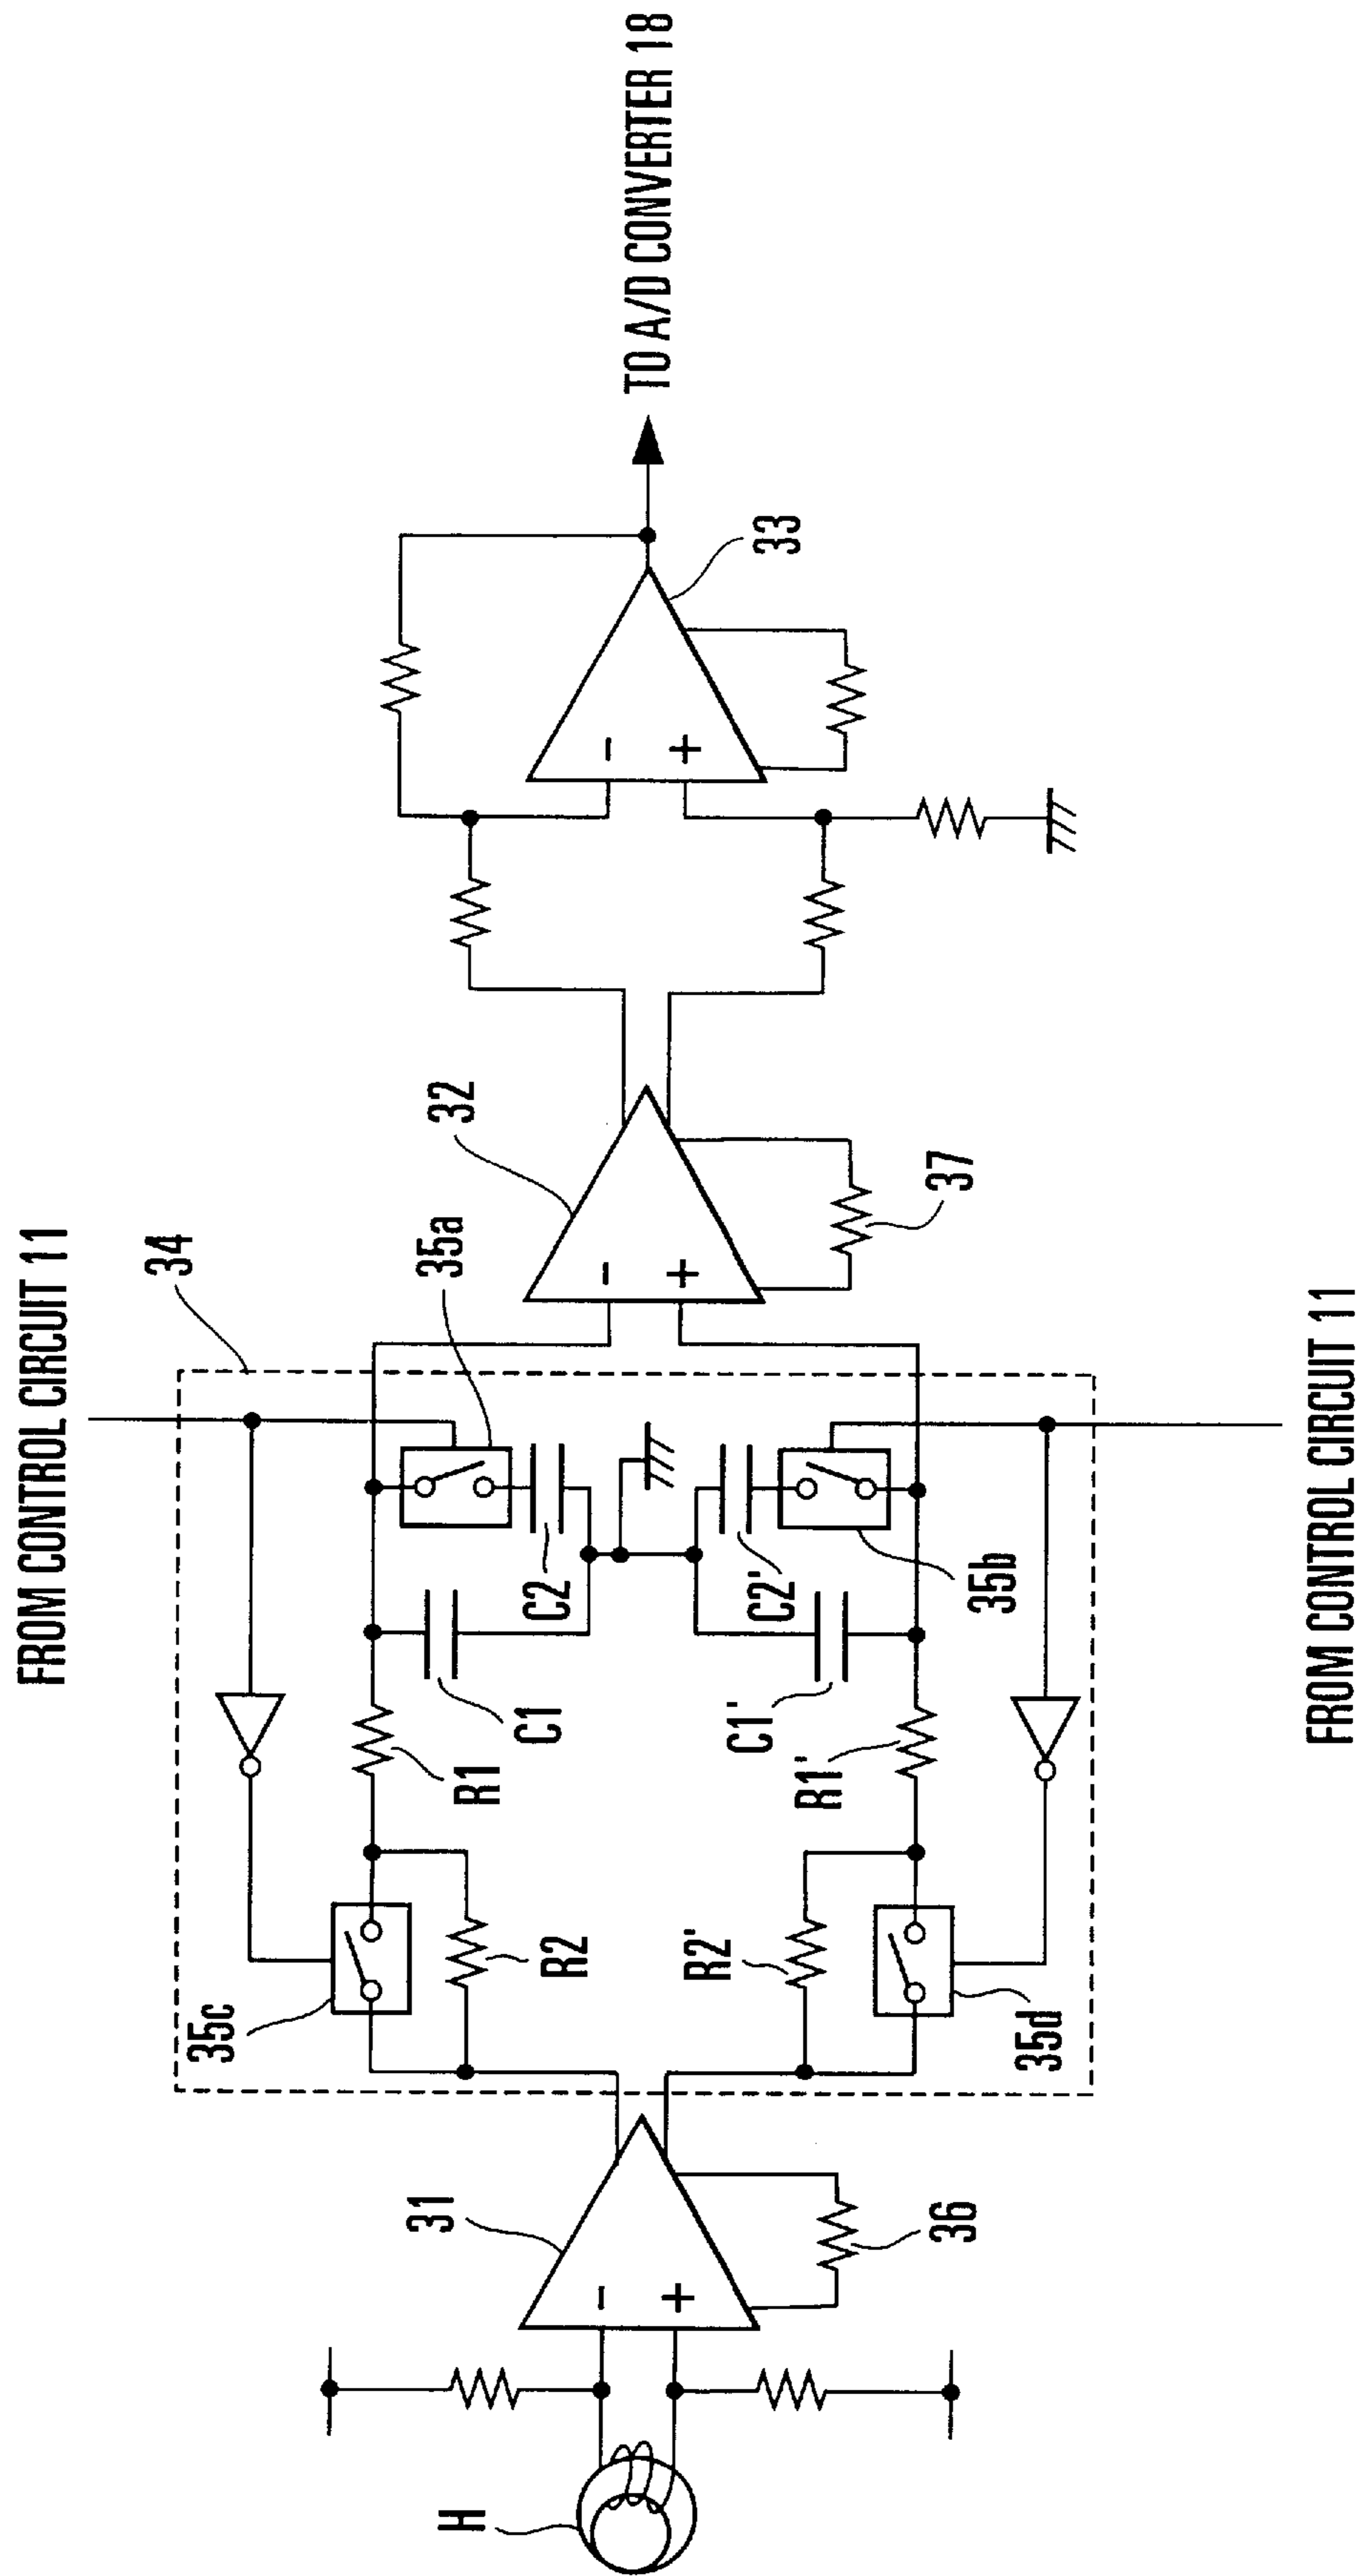 FROM CONTROL CIRCUIT 11
34
35c
R1
R2
C1
C2
35a
H
31
36
32
37
33
TO A/D CONVERTER 18
R2'
R1'
C1'
C2'
35b
35d
FROM CONTROL CIRCUIT 11
-
+
-
+
-
+